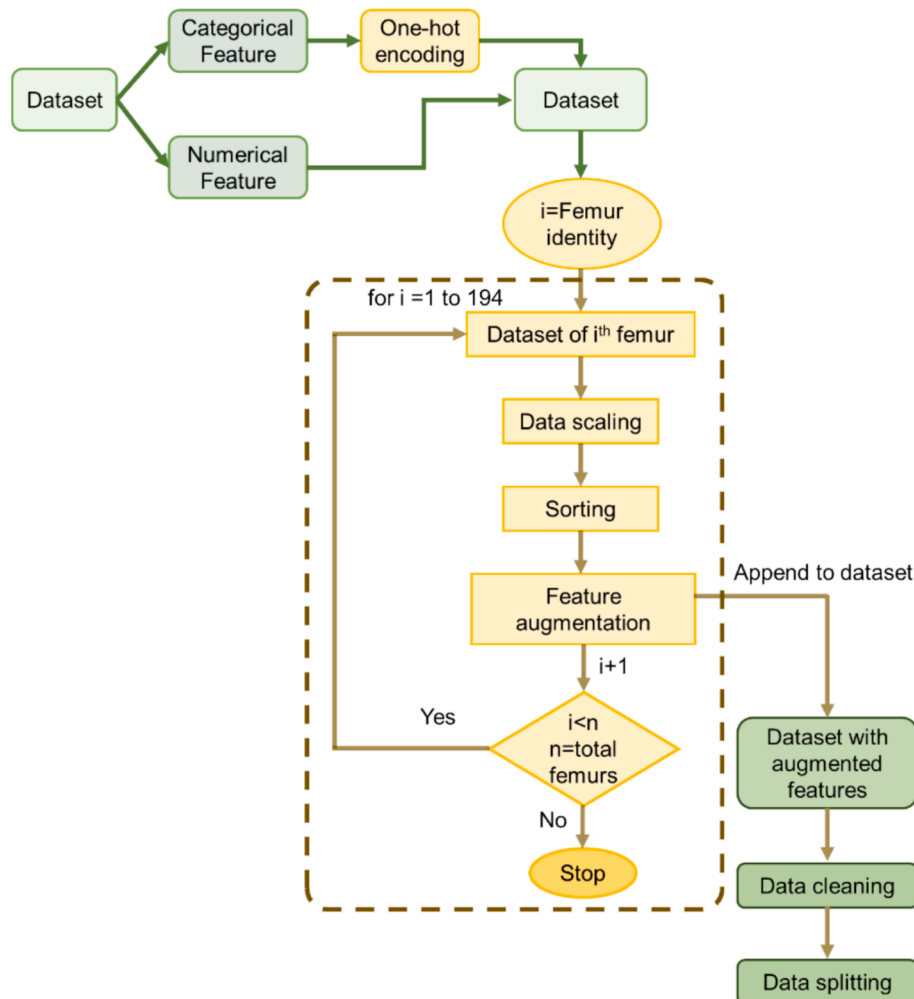 Categorical
Feature
One-hot
encoding
Dataset
Dataset
Numerical
Feature
i=Femur
identity
for i =1 to 194
Dataset of iᵗʰ femur
Data scaling
Sorting
Feature
augmentation
Append to dataset
i+1
Yes
i<n
n=total
femurs
No
Stop
Dataset with
augmented
features
Data cleaning
Data splitting